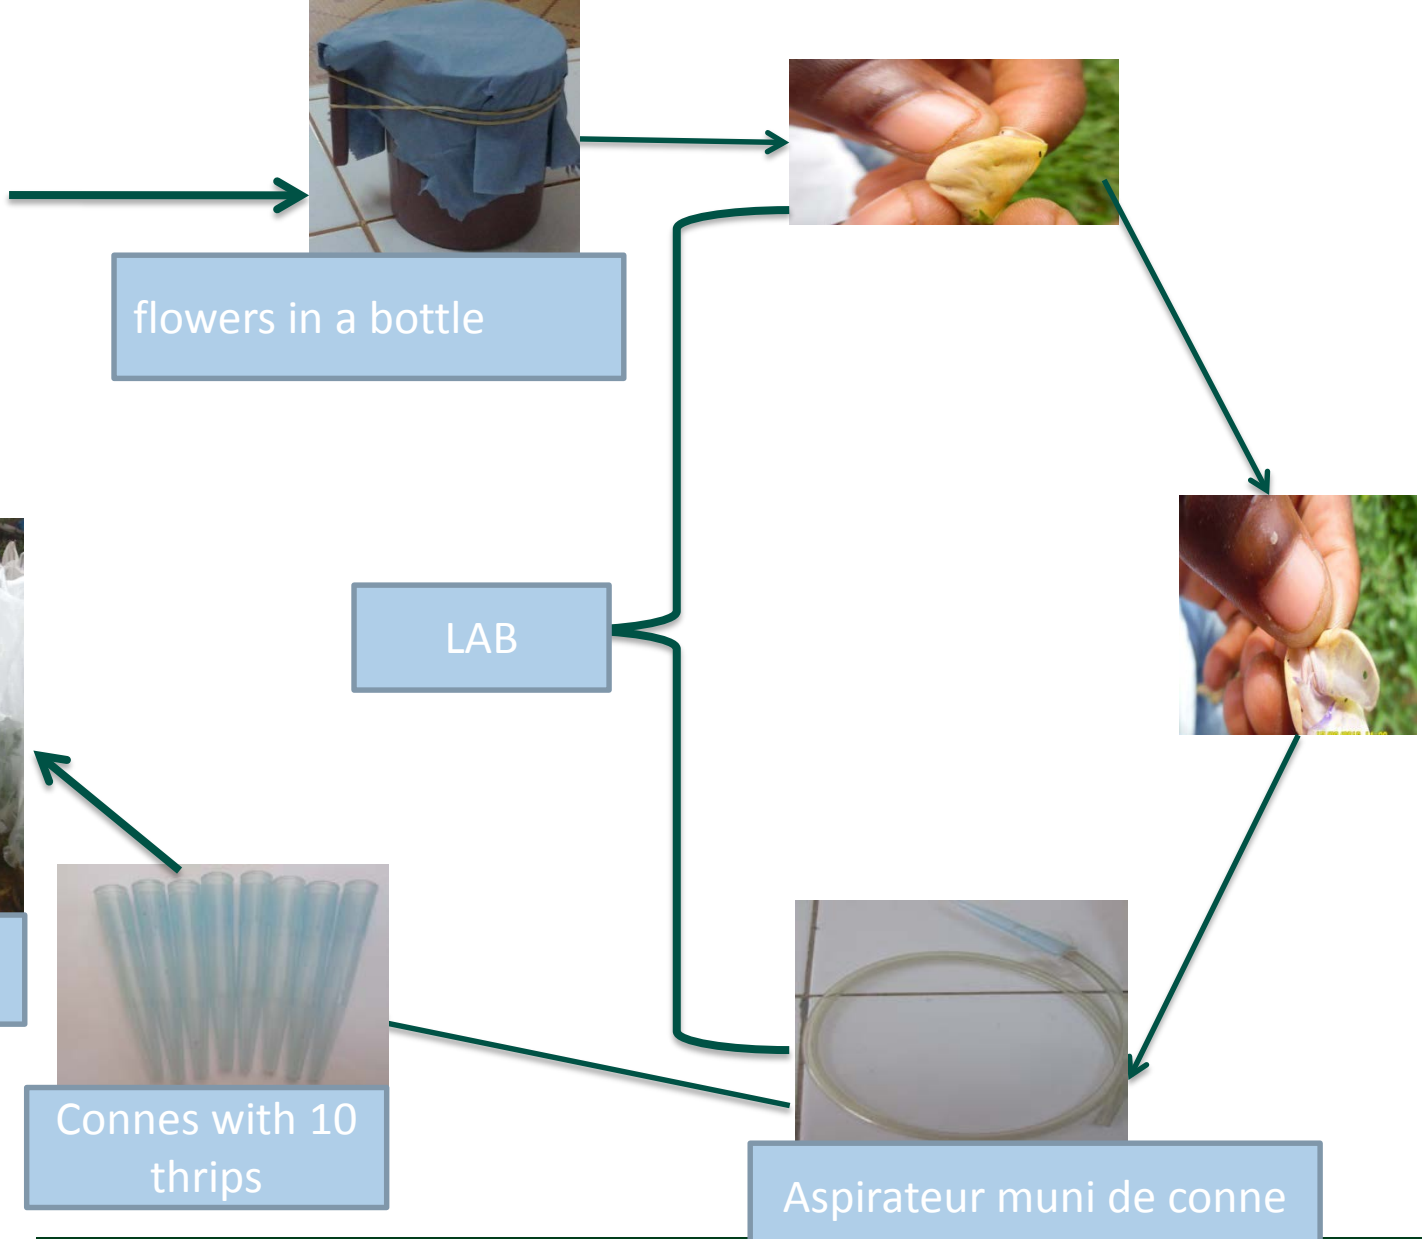 flowers in a bottle
LAB
Connes with 10
thrips
Aspirateur muni de conne